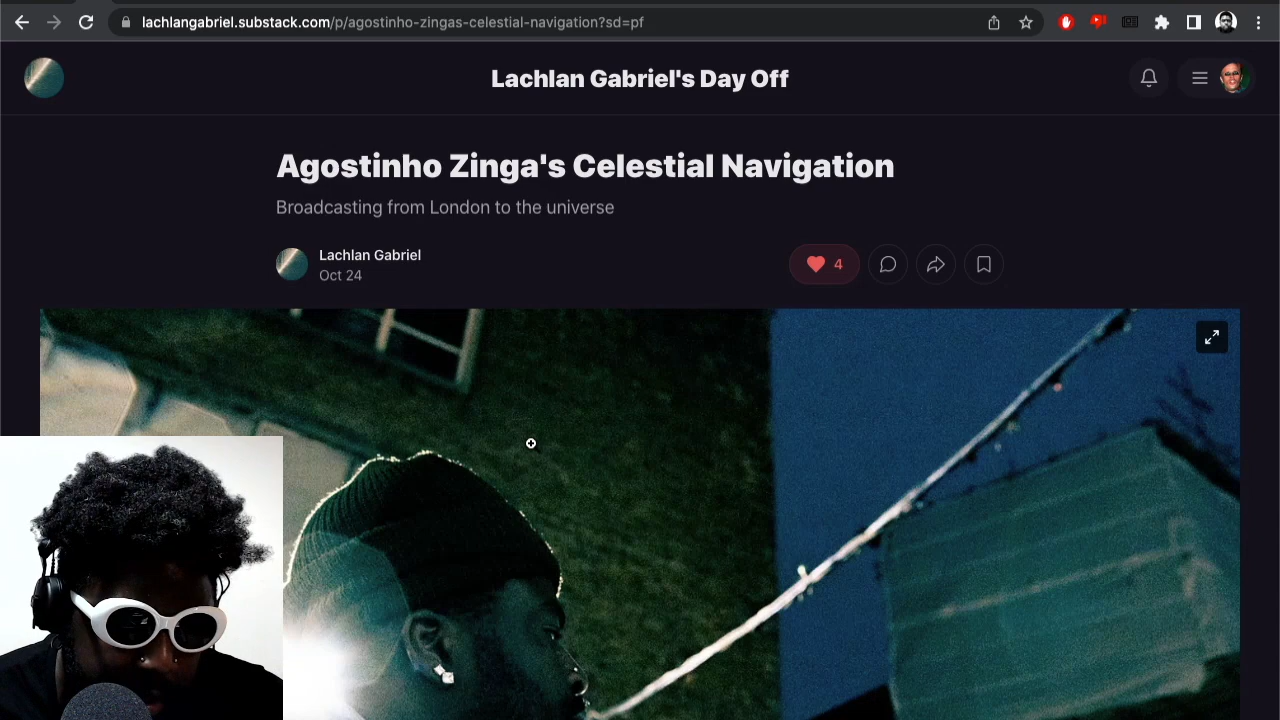 lachlangabriel.substack.com/p/agostinho-zingas-celestial-navigation?sd=pf
Lachlan Gabriel's Day Off
Agostinho Zinga's Celestial Navigation
Broadcasting from London to the universe
Lachlan Gabriel
Oct 24
4